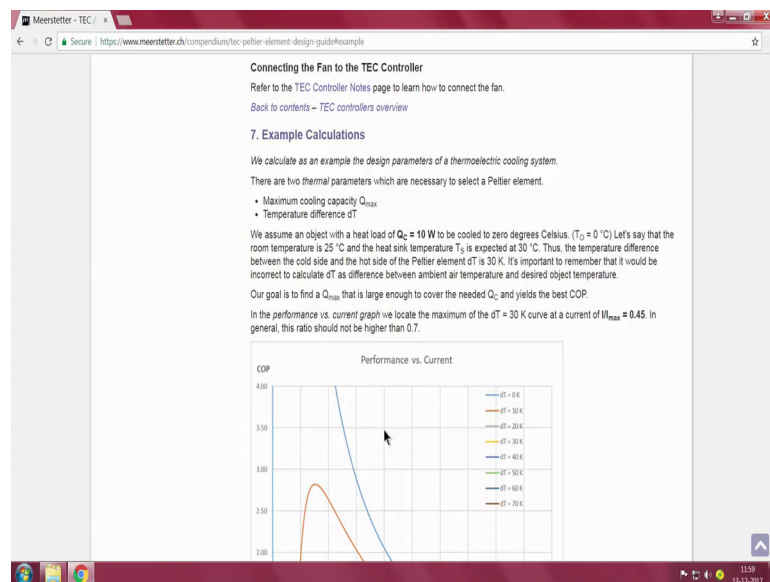 Meerstetter - TEC /
Secure | https://www.meerstetter.ch/compendium/tec-peltier-element-design-guide#example
Connecting the Fan to the TEC Controller
Refer to the TEC Controller Notes page to learn how to connect the fan.
Back to contents – TEC controllers overview
7. Example Calculations
We calculate as an example the design parameters of a thermoelectric cooling system.
There are two thermal parameters which are necessary to select a Peltier element.
• Maximum cooling capacity Qmax
• Temperature difference dT
We assume an object with a heat load of QC = 10 W to be cooled to zero degrees Celsius. (TO = 0 °C) Let's say that the
room temperature is 25 °C and the heat sink temperature TS is expected at 30 °C. Thus, the temperature difference
between the cold side and the hot side of the Peltier element dT is 30 K. It's important to remember that it would be
incorrect to calculate dT as difference between ambient air temperature and desired object temperature.
Our goal is to find a Qmax that is large enough to cover the needed QC and yields the best COP.
In the performance vs. current graph we locate the maximum of the dT = 30 K curve at a current of I/Imax = 0.45. In
general, this ratio should not be higher than 0.7.
Performance vs. Current
COP
4.00
3.50
3.00
2.50
2.00
dT = 0 K
dT = 10 K
dT = 20 K
dT = 30 K
dT = 40 K
dT = 50 K
dT = 60 K
dT = 70 K
11:59
13-12-2017